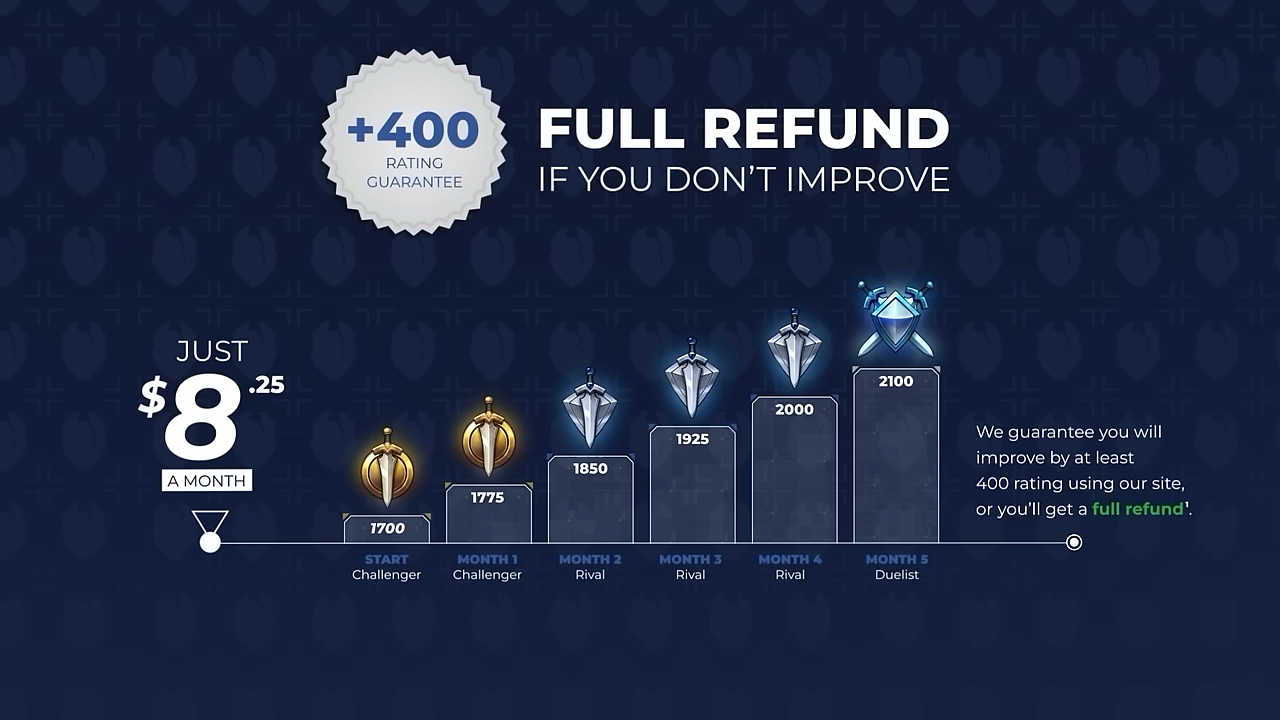 +400
RATING
GUARANTEE
FULL REFUND
IF YOU DON'T IMPROVE
JUST
$8.25
A MONTH
1700
1775
1850
1925
2000
2100
START
Challenger
MONTH 1
Challenger
MONTH 2
Rival
MONTH 3
Rival
MONTH 4
Rival
MONTH 5
Duelist
We guarantee you will
improve by at least
400 rating using our site,
or you'll get a full refund¹.